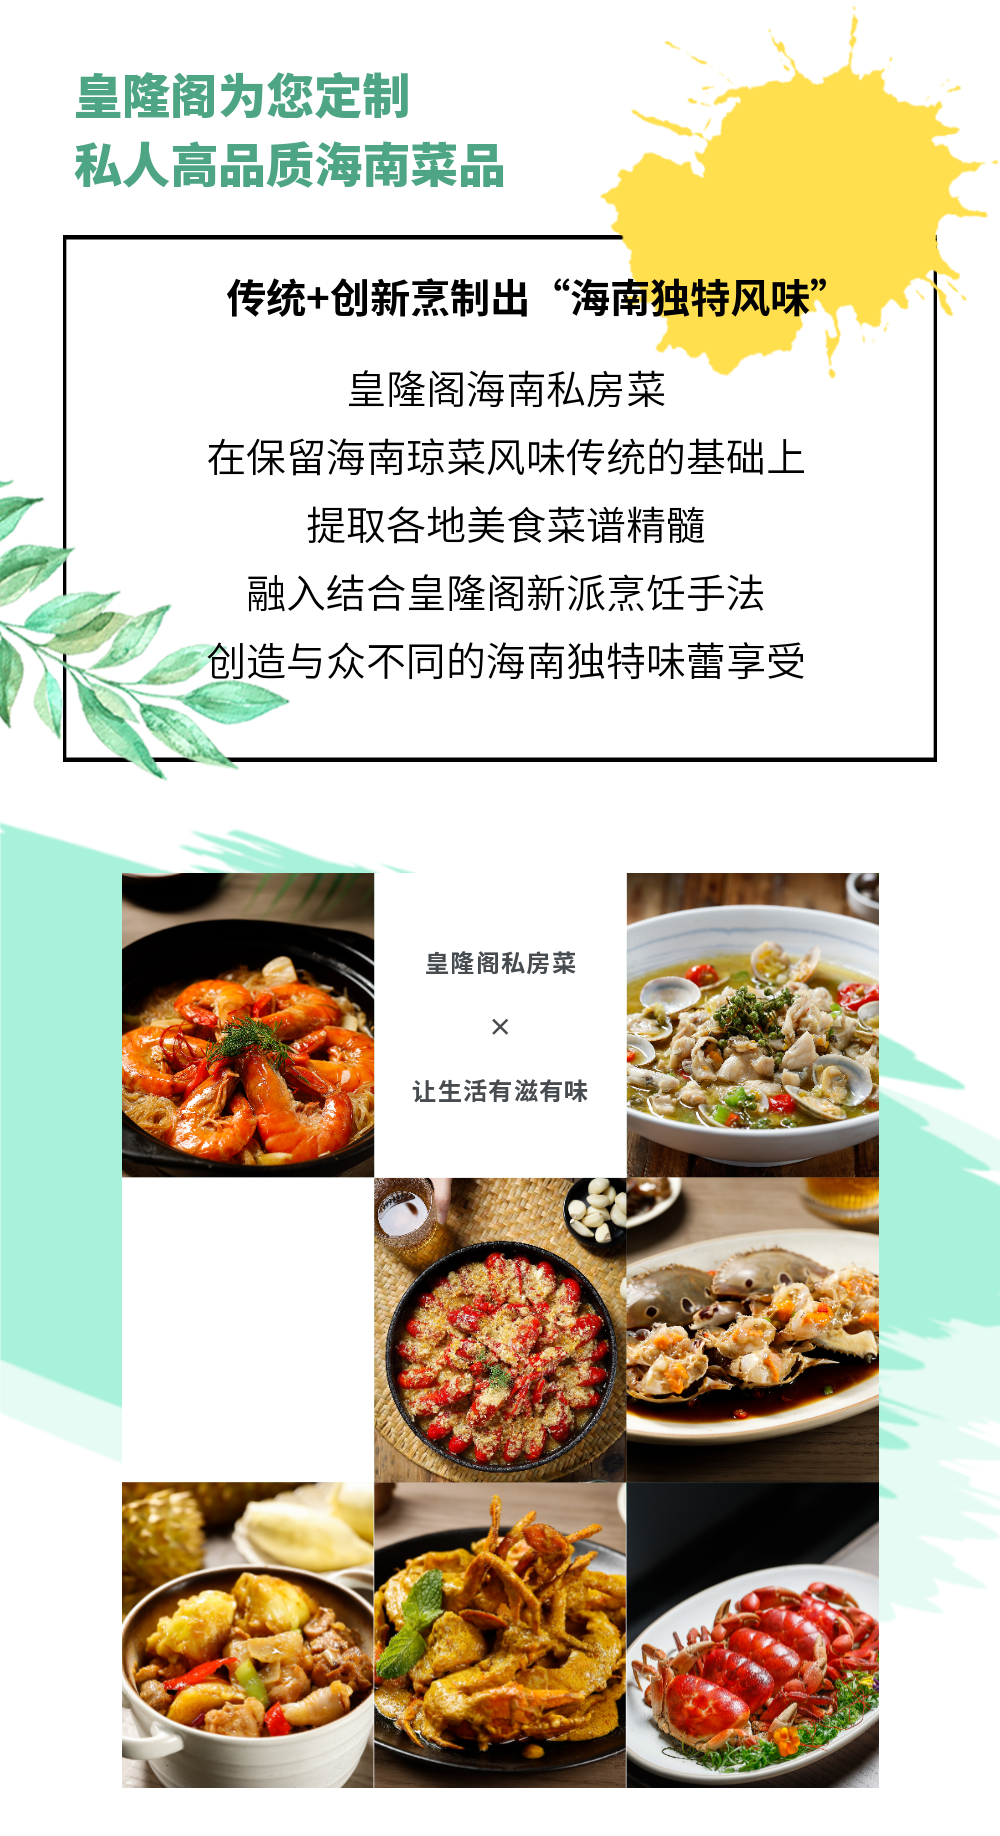 皇隆阁为您定制
私人高品质海南菜品
传统+创新烹制出“海南独特风味”
皇隆阁海南私房菜
在保留海南琼菜风味传统的基础上
提取各地美食菜谱精髓
融入结合皇隆阁新派烹饪手法
创造与众不同的海南独特味蕾享受
皇隆阁私房菜
×
让生活有滋有味